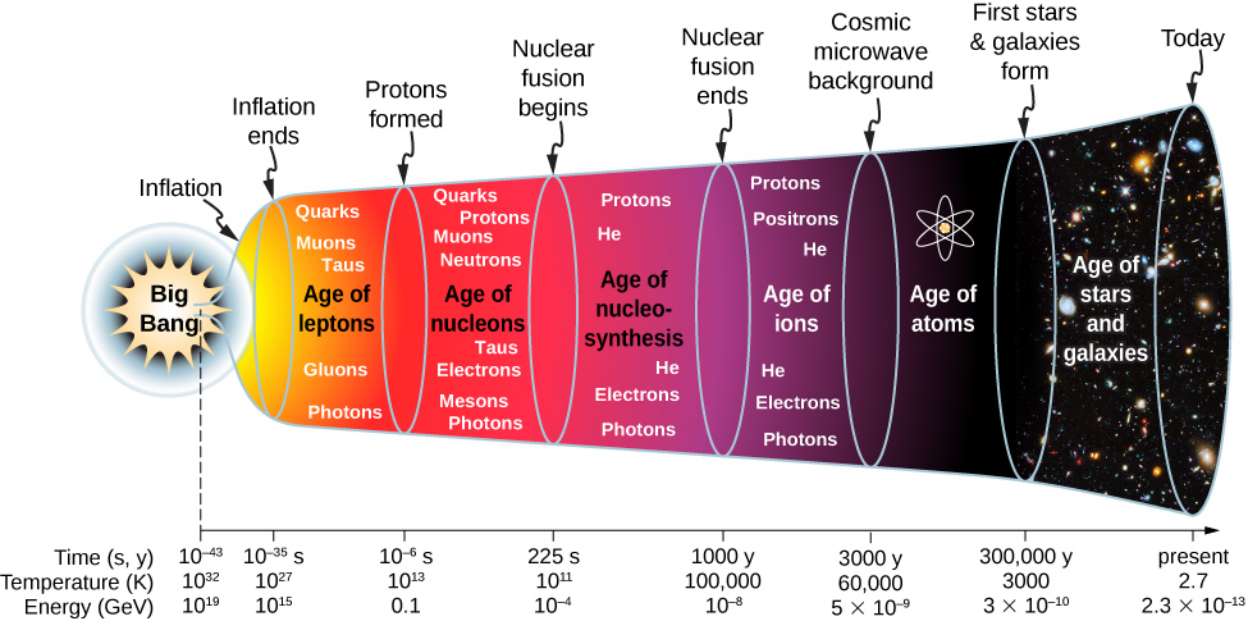 First stars
& galaxies
form
Cosmic
microwave
background
Today
Nuclear
fusion
ends
Nuclear
fusion
begins
Protons
formed
Inflation
ends
Inflation
Big
Bang
Quarks
Muons
Taus
Age of
leptons
Gluons
Photons
Quarks
Protons
Muons
Neutrons
Age of
nucleons
Taus
Electrons
Mesons
Photons
Protons
He
Age of
nucleo-
synthesis
He
Electrons
Photons
Protons
Positrons
He
Age of
ions
He
Electrons
Photons
Age of
atoms
Age of
stars
and
galaxies
Time (s, y) 10⁻⁴³ 10⁻³⁵ s 10⁻⁶ s 225 s 1000 y 3000 y 300,000 y present
Temperature (K) 10³² 10²⁷ 10¹³ 10¹¹ 100,000 60,000 3000 2.7
Energy (GeV) 10¹⁹ 10¹⁵ 0.1 10⁻⁴ 10⁻⁸ 5 × 10⁻⁹ 3 × 10⁻¹⁰ 2.3 × 10⁻¹³